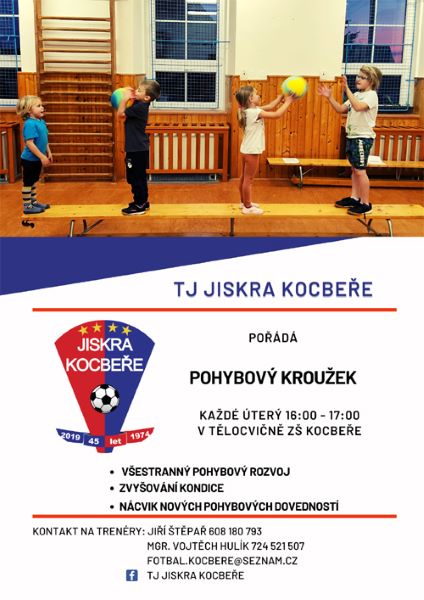 TJ JISKRA KOCBEŘE
POŘÁDÁ
POHYBOVÝ KROUŽEK
KAŽDÉ ÚTERÝ 16:00 - 17:00
V TĚLOCVIČNĚ ZŠ KOCBEŘE
JISKRA
KOCBEŘE
2019 45 let 1974
• VŠESTRANNÝ POHYBOVÝ ROZVOJ
• ZVYŠOVÁNÍ KONDICE
• NÁCVIK NOVÝCH POHYBOVÝCH DOVEDNOSTÍ
KONTAKT NA TRENÉRY: JIŘÍ ŠTĚPAŘ 608 180 793
MGR. VOJTĚCH HULÍK 724 521 507
FOTBAL.KOCBERE@SEZNAM.CZ
TJ JISKRA KOCBEŘE